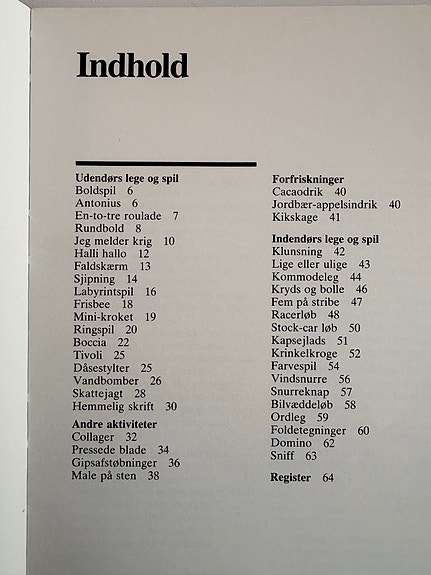 Indhold
Udendørs lege og spil
Boldspil 6
Antonius 6
En-to-tre roulade 7
Rundbold 8
Jeg melder krig 10
Halli hallo 12
Faldskærm 13
Sjipning 14
Labyrintspil 16
Frisbee 18
Mini-kroket 19
Ringspil 20
Boccia 22
Tivoli 25
Dåsestylter 25
Vandbomber 26
Skattejagt 28
Hemmelig skrift 30
Andre aktiviteter
Collager 32
Pressede blade 34
Gipsafstøbninger 36
Male på sten 38
Forfriskninger
Cacaodrik 40
Jordbær-appelsindrik 40
Kikskage 41
Indendørs lege og spil
Klunsning 42
Lige eller ulige 43
Kommodeleg 44
Kryds og bolle 46
Fem på stribe 47
Racerløb 48
Stock-car løb 50
Kapsejlads 51
Krinkelkroge 52
Farvespil 54
Vindsnurre 56
Snurreknap 57
Bilvæddeløb 58
Ordleg 59
Foldetegninger 60
Domino 62
Sniff 63
Register 64